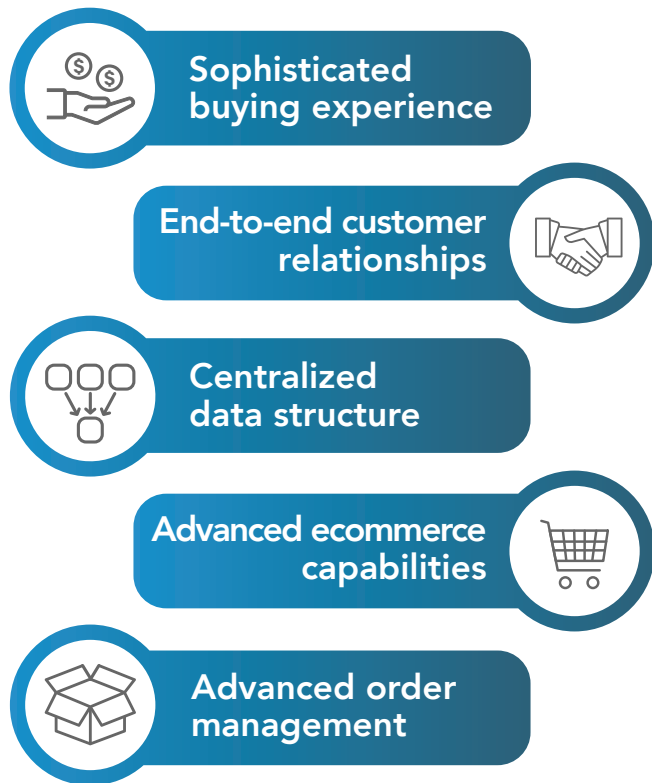 Sophisticated
buying experience
End-to-end customer
relationships
Centralized
data structure
Advanced ecommerce
capabilities
Advanced order
management